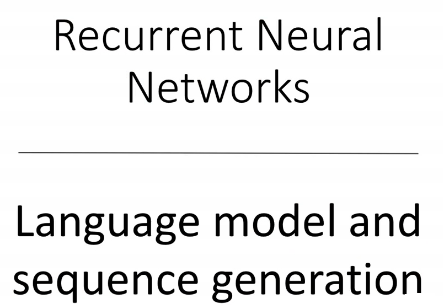 Recurrent Neural
Networks
Language model and
sequence generation